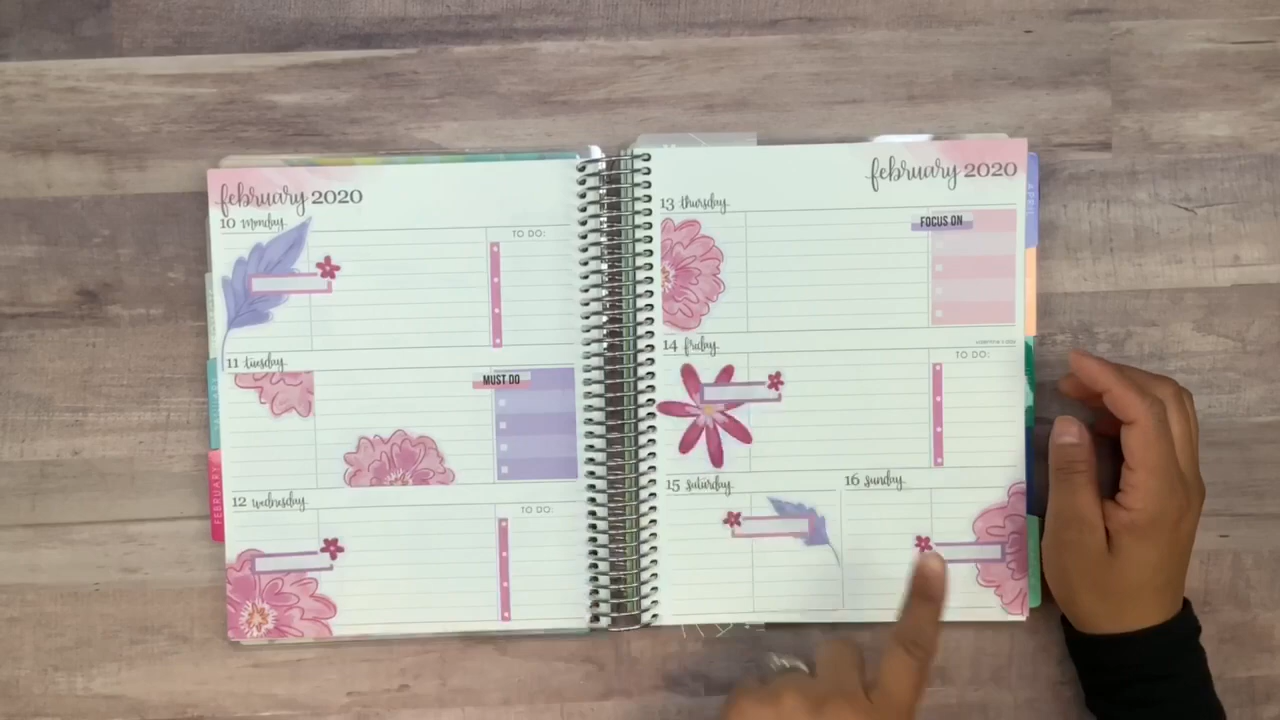 february 2020
10 monday
TO DO:
11 tuesday
MUST DO
12 wednesday
TO DO:
FEBRUARY
february 2020
13 thursday
FOCUS ON
14 friday
TO DO:
15 saturday
16 sunday
APRIL